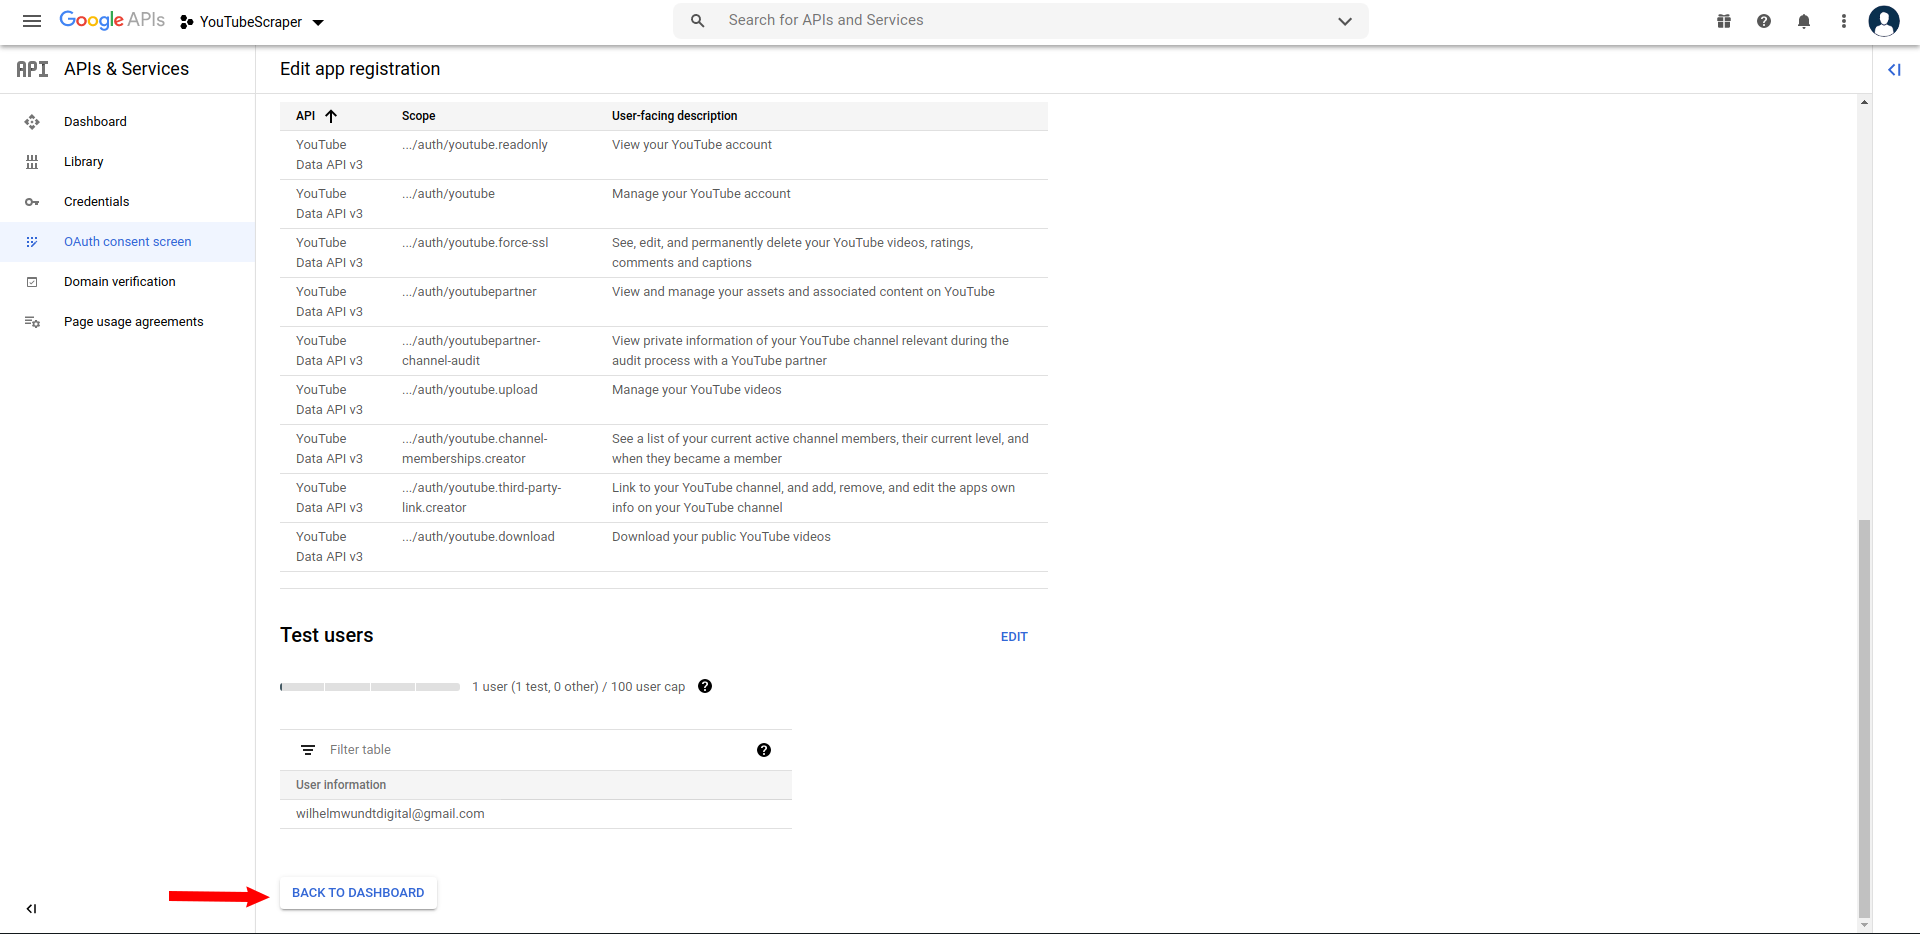 Google APIs
YouTubeScraper
Search for APIs and Services
API
APIs & Services
Edit app registration
Dashboard
Library
Credentials
OAuth consent screen
Domain verification
Page usage agreements
API Scope User-facing description
YouTube .../auth/youtube.readonly View your YouTube account
Data API v3
YouTube .../auth/youtube Manage your YouTube account
Data API v3
YouTube .../auth/youtube.force-ssl See, edit, and permanently delete your YouTube videos, ratings,
Data API v3 comments and captions
YouTube .../auth/youtubepartner View and manage your assets and associated content on YouTube
Data API v3
YouTube .../auth/youtubepartner- View private information of your YouTube channel relevant during the
Data API v3 channel-audit audit process with a YouTube partner
YouTube .../auth/youtube.upload Manage your YouTube videos
Data API v3
YouTube .../auth/youtube.channel- See a list of your current active channel members, their current level, and
Data API v3 memberships.creator when they became a member
YouTube .../auth/youtube.third-party- Link to your YouTube channel, and add, remove, and edit the apps own
Data API v3 link.creator info on your YouTube channel
YouTube .../auth/youtube.download Download your public YouTube videos
Data API v3
Test users
EDIT
1 user (1 test, 0 other) / 100 user cap
Filter table
User information
wilhelmwundtdigital@gmail.com
BACK TO DASHBOARD